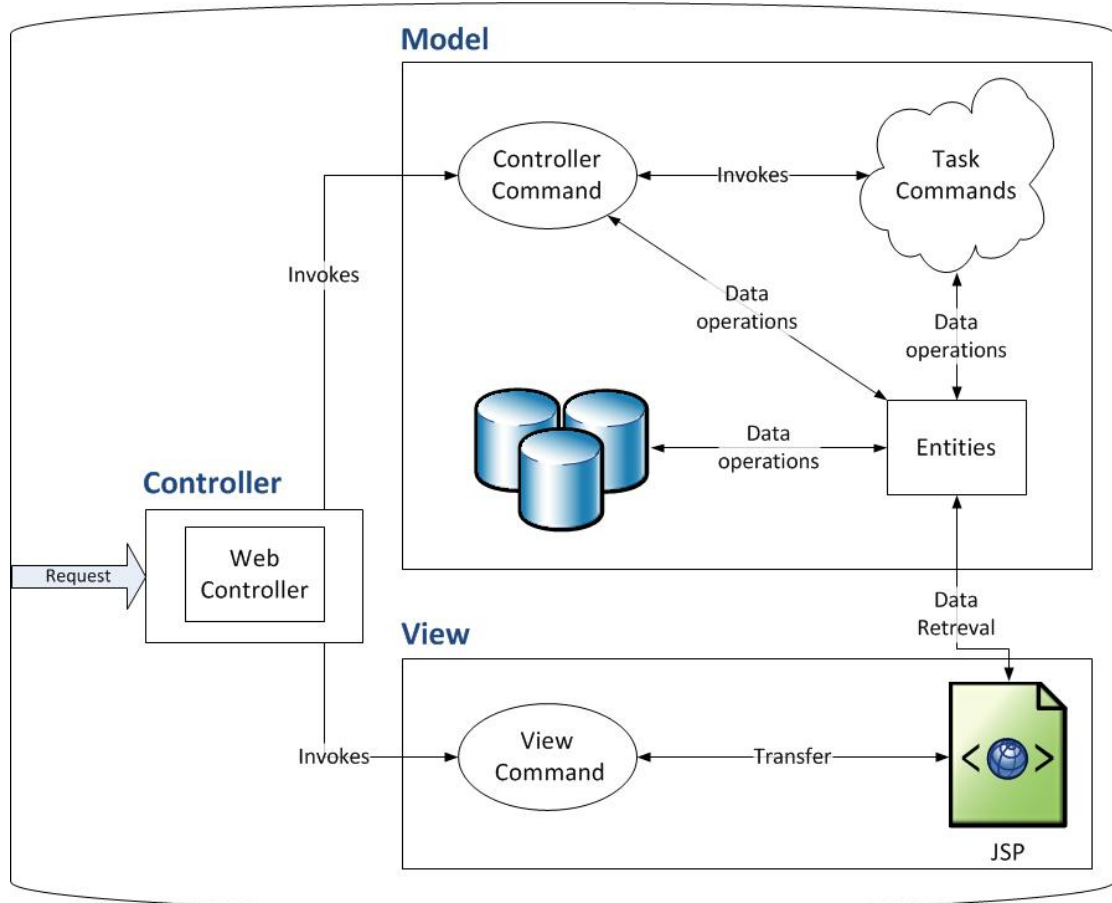 Model
Controller
Command
Invokes
Task
Commands
Invokes
Data
operations
Data
operations
Data
operations
Entities
Controller
Request
Web
Controller
Data
Retreval
View
Invokes
View
Command
Transfer
JSP